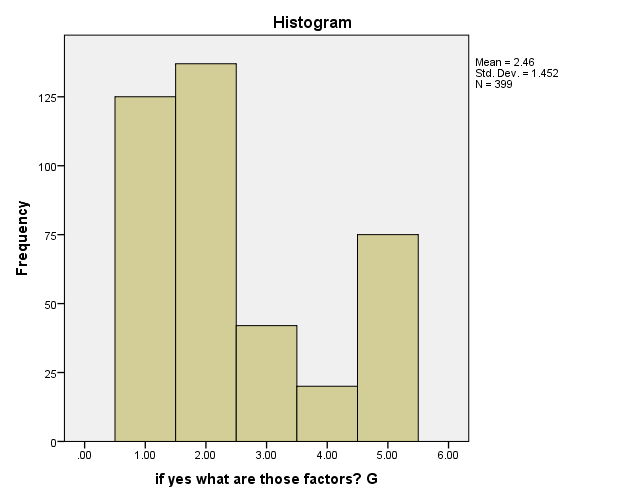 Histogram
Mean = 2.46
Std. Dev. = 1.452
N = 399
Frequency
125
100
75
50
25
0
.00 1.00 2.00 3.00 4.00 5.00 6.00
if yes what are those factors? G